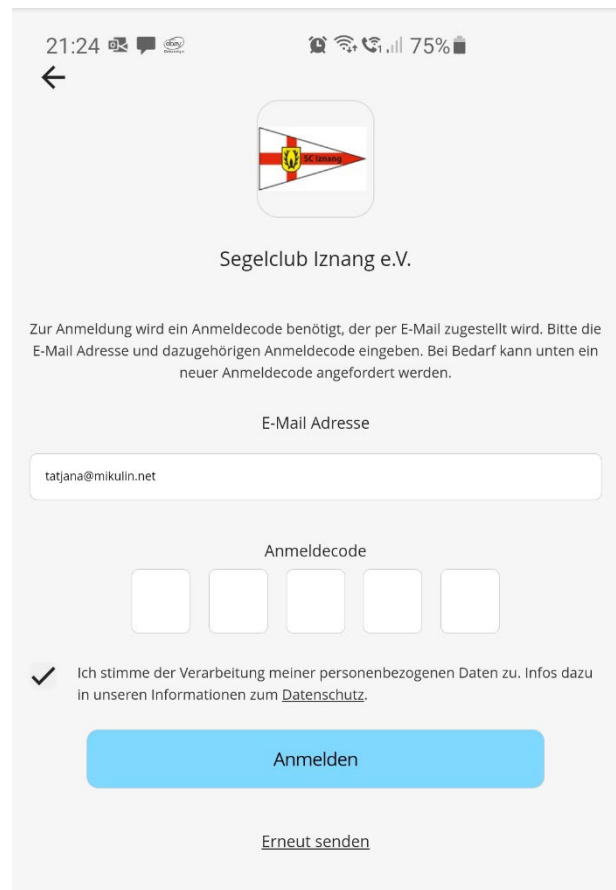 21:24
75%
SC Iznang
Segelclub Iznang e.V.
Zur Anmeldung wird ein Anmeldecode benötigt, der per E-Mail zugestellt wird. Bitte die
E-Mail Adresse und dazugehörigen Anmeldecode eingeben. Bei Bedarf kann unten ein
neuer Anmeldecode angefordert werden.
E-Mail Adresse
tatjana@mikulin.net
Anmeldecode
Ich stimme der Verarbeitung meiner personenbezogenen Daten zu. Infos dazu
in unseren Informationen zum Datenschutz.
Anmelden
Erneut senden